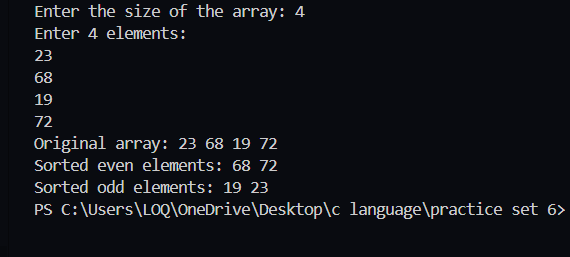 Enter the size of the array: 4
Enter 4 elements:
23
68
19
72
Original array: 23 68 19 72
Sorted even elements: 68 72
Sorted odd elements: 19 23
PS C:\Users\LOQ\OneDrive\Desktop\c language\practice set 6>